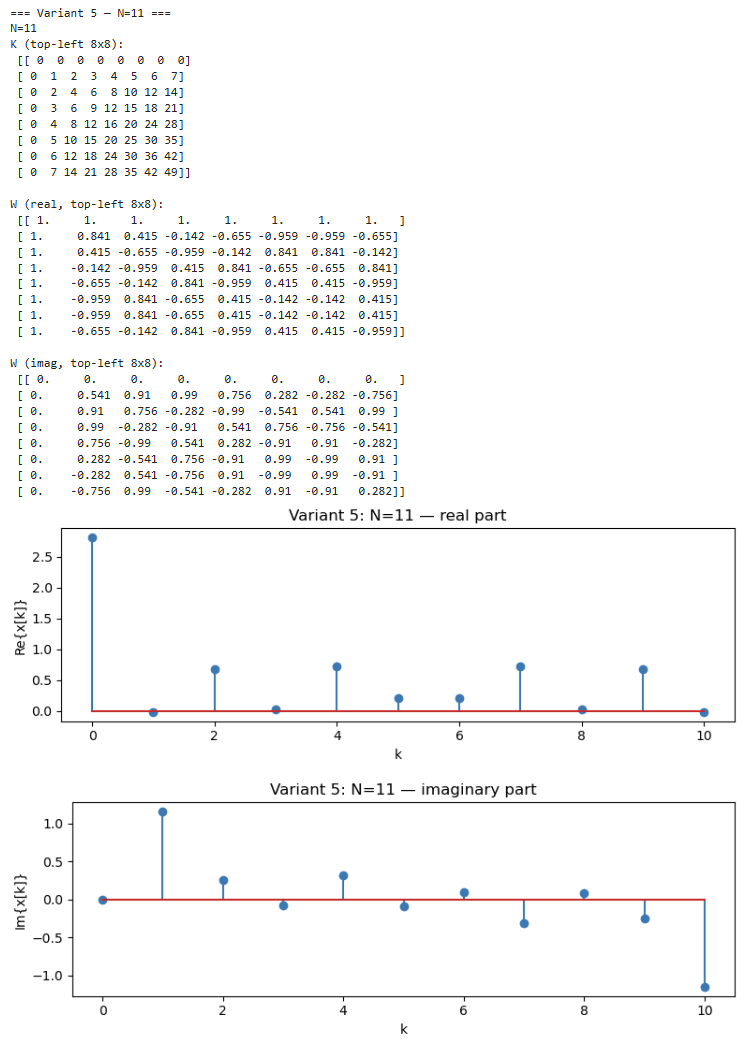 === Variant 5 — N=11 ===
N=11
K (top-left 8x8):
[[ 0 0 0 0 0 0 0 0]
[ 0 1 2 3 4 5 6 7]
[ 0 2 4 6 8 10 12 14]
[ 0 3 6 9 12 15 18 21]
[ 0 4 8 12 16 20 24 28]
[ 0 5 10 15 20 25 30 35]
[ 0 6 12 18 24 30 36 42]
[ 0 7 14 21 28 35 42 49]]
W (real, top-left 8x8):
[[ 1. 1. 1. 1. 1. 1. 1. 1. ]
[ 1. 0.841 0.415 -0.142 -0.655 -0.959 -0.959 -0.655]
[ 1. 0.415 -0.655 -0.959 -0.142 0.841 0.841 -0.142]
[ 1. -0.142 -0.959 0.415 0.841 -0.655 -0.655 0.841]
[ 1. -0.655 -0.142 0.841 -0.959 0.415 0.415 -0.959]
[ 1. -0.959 0.841 -0.655 0.415 -0.142 -0.142 0.415]
[ 1. -0.959 0.841 -0.655 0.415 -0.142 -0.142 0.415]
[ 1. -0.655 -0.142 0.841 -0.959 0.415 0.415 -0.959]]
W (imag, top-left 8x8):
[[ 0. 0. 0. 0. 0. 0. 0. 0. ]
[ 0. 0.541 0.91 0.99 0.756 0.282 -0.282 -0.756]
[ 0. 0.91 0.756 -0.282 -0.99 -0.541 0.541 0.99 ]
[ 0. 0.99 -0.282 -0.91 0.541 0.756 -0.756 -0.541]
[ 0. 0.756 -0.99 0.541 0.282 -0.91 0.91 -0.282]
[ 0. 0.282 -0.541 0.756 -0.91 0.99 -0.99 0.91 ]
[ 0. -0.282 0.541 -0.756 0.91 -0.99 0.99 -0.91 ]
[ 0. -0.756 0.99 -0.541 -0.282 0.91 -0.91 0.282]]
Variant 5: N=11 — real part
2.5
2.0
1.5
1.0
0.5
0.0
Re{x[k]}
0 2 4 6 8 10
k
Variant 5: N=11 — imaginary part
1.0
0.5
0.0
−0.5
−1.0
Im{x[k]}
0 2 4 6 8 10
k